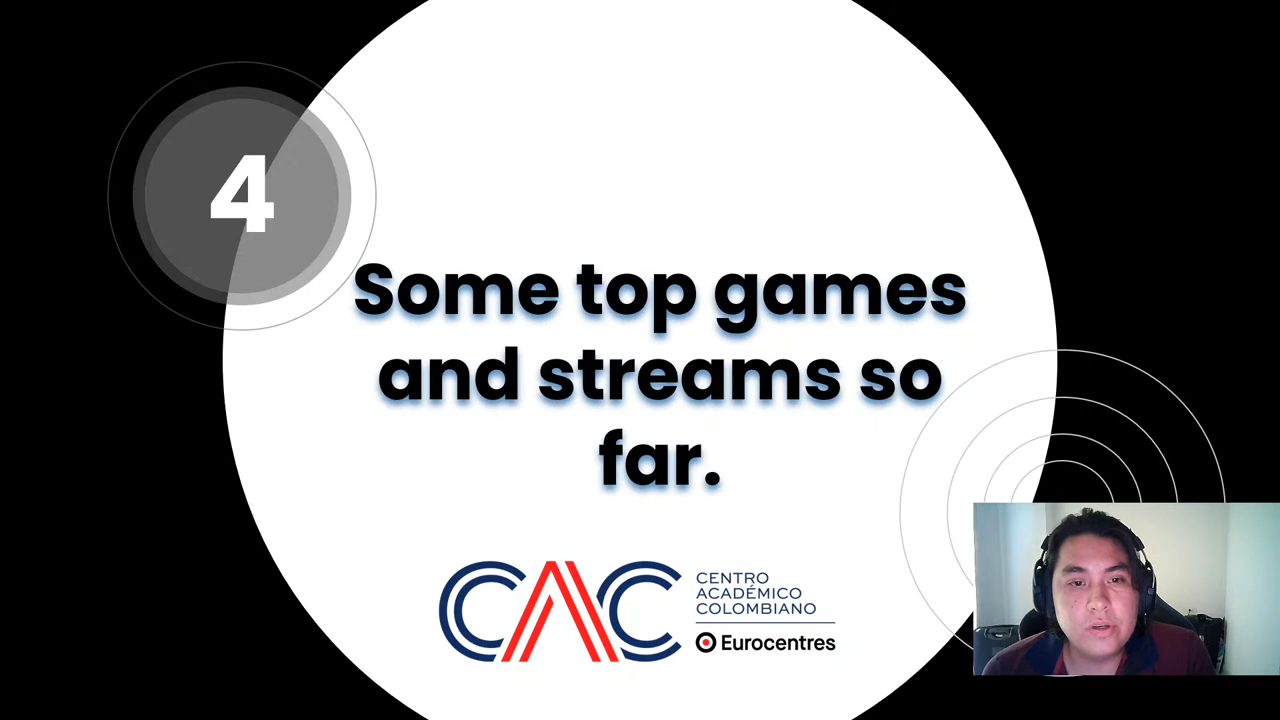 4
Some top games
and streams so
far.
CAC
CENTRO
ACADÉMICO
COLOMBIANO
Eurocentres